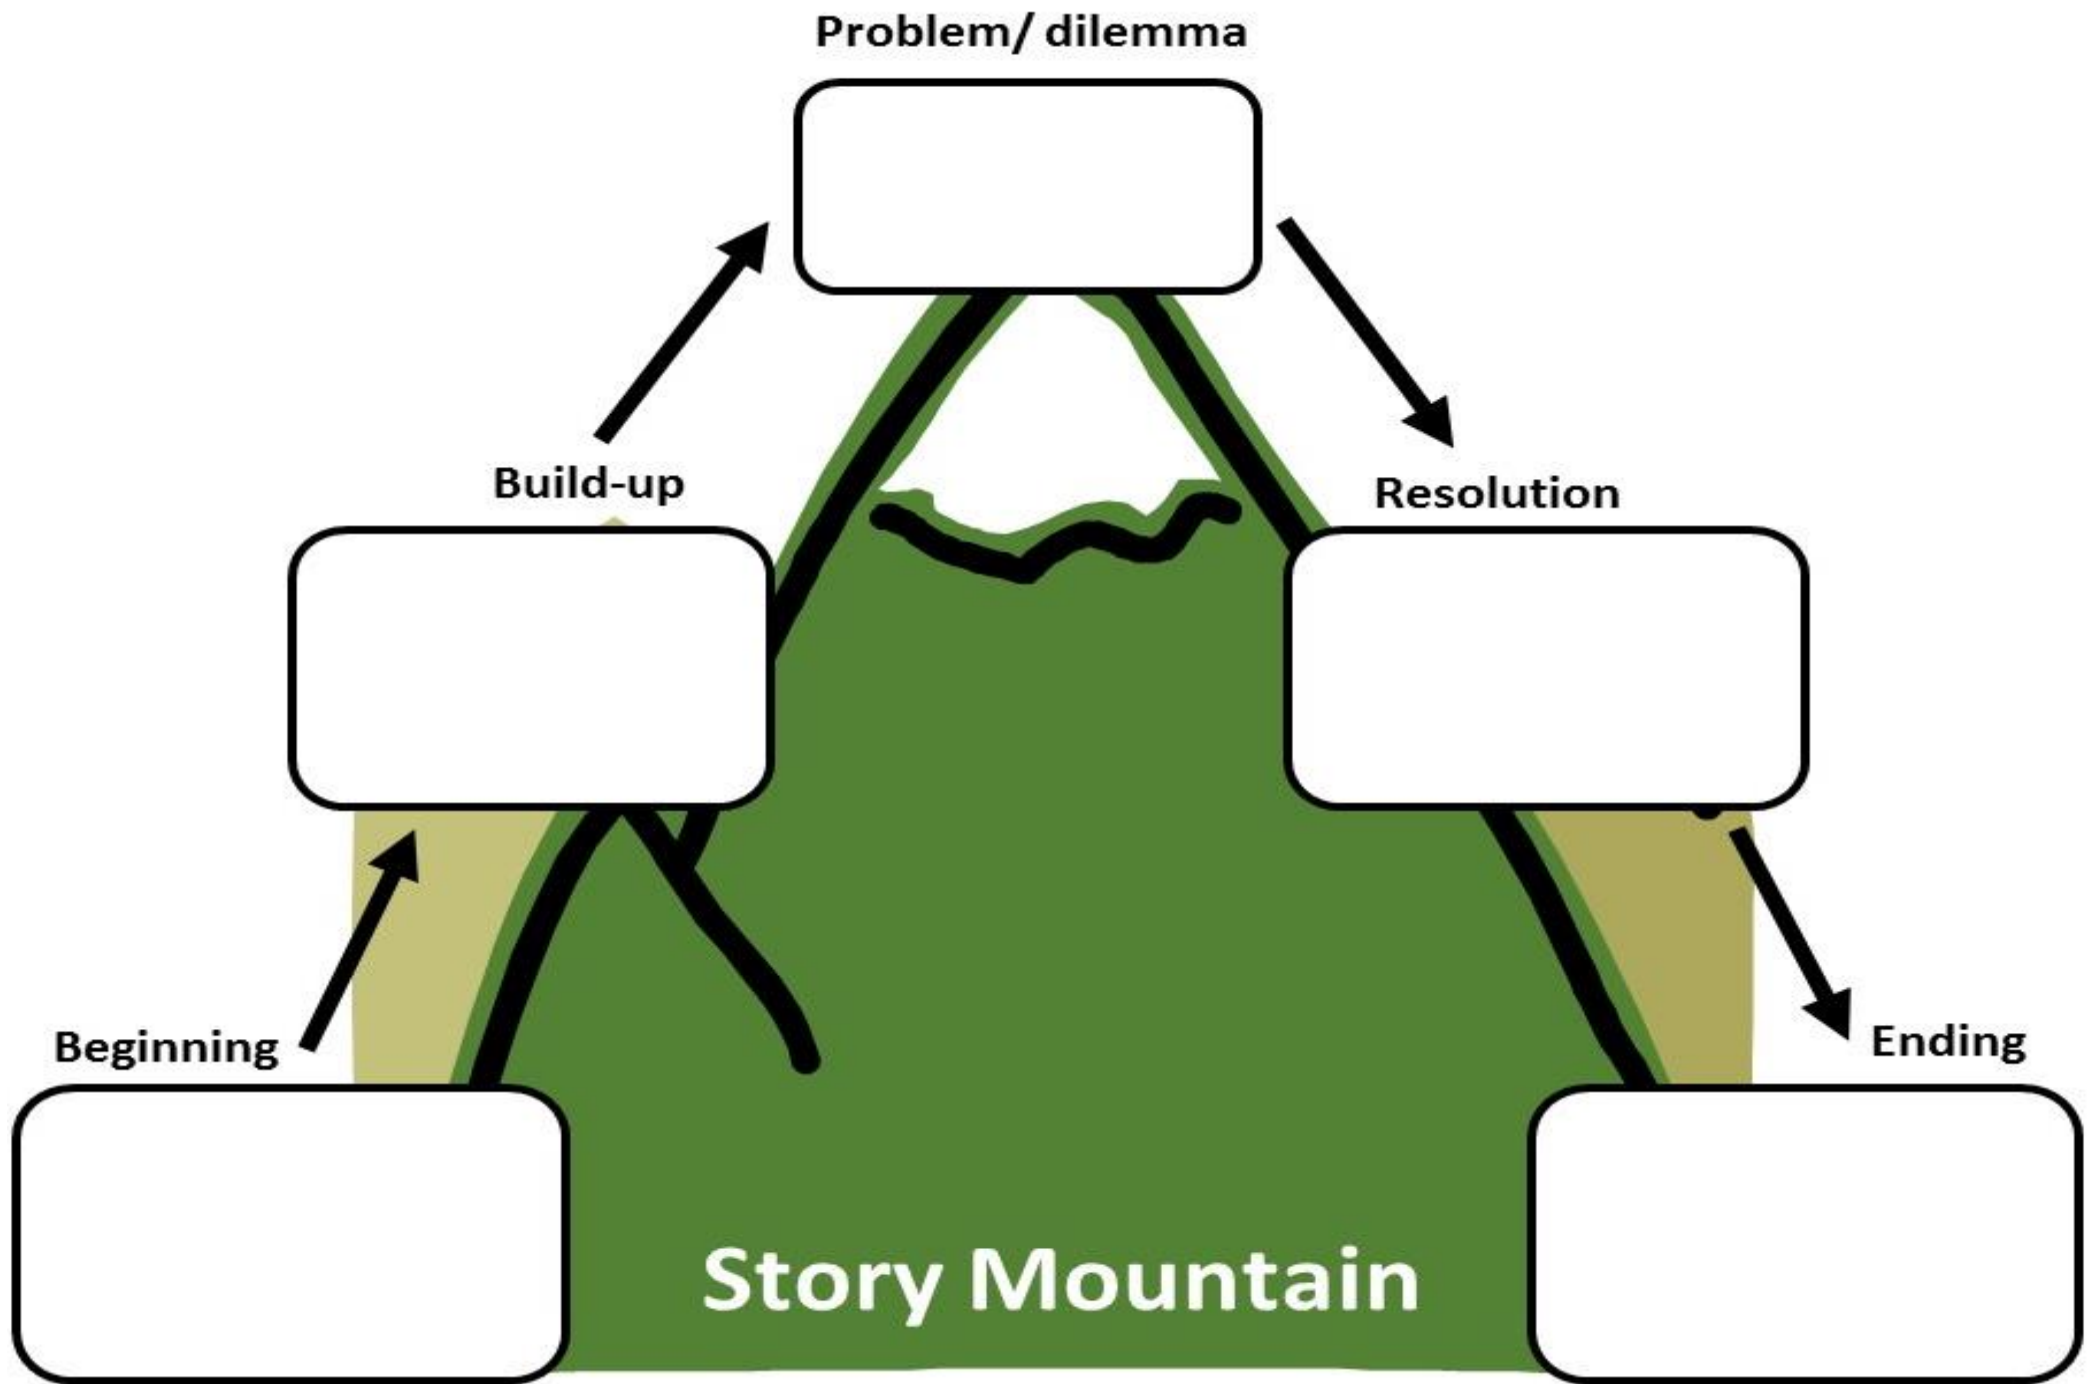 Problem/ dilemma
Build-up
Resolution
Beginning
Ending
Story Mountain